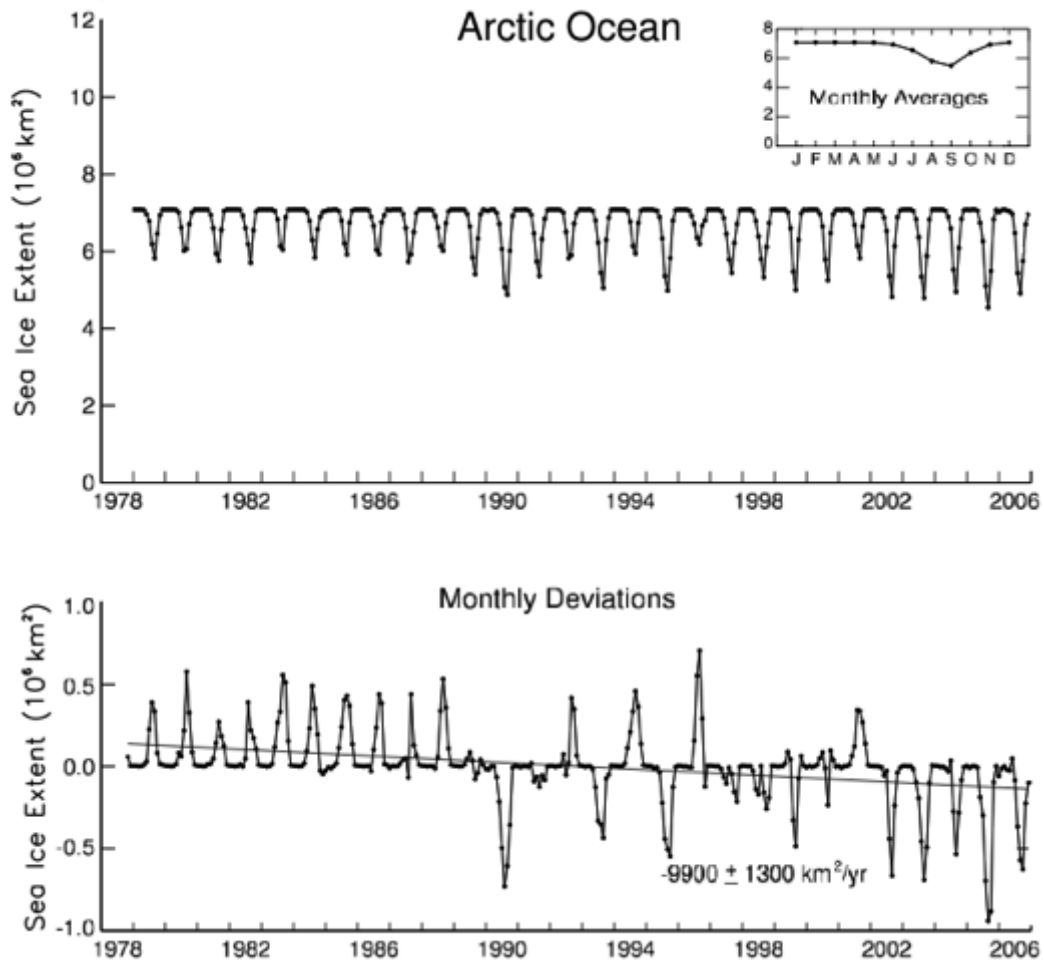 Arctic Ocean
12
10
8
6
4
2
0
Sea Ice Extent (10⁶ km²)
8
6
4
2
0
Monthly Averages
J F M A M J J A S O N D
1978 1982 1986 1990 1994 1998 2002 2006
Monthly Deviations
1.0
0.5
0.0
-0.5
-1.0
Sea Ice Extent (10⁶ km²)
-9900 ± 1300 km²/yr
1978 1982 1986 1990 1994 1998 2002 2006